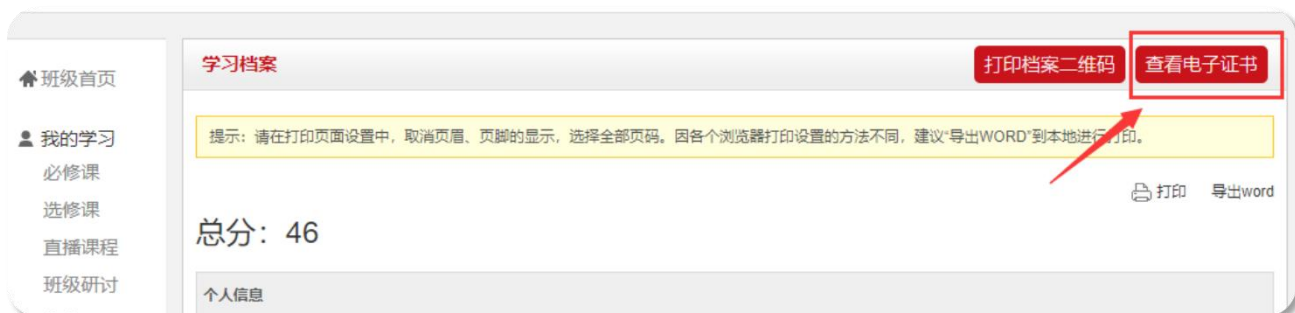 班级首页
我的学习
必修课
选修课
直播课程
班级研讨
学习档案
打印档案二维码
查看电子证书
提示：请在打印页面设置中，取消页眉、页脚的显示，选择全部页码。因各个浏览器打印设置的方法不同，建议“导出WORD”到本地进行打印。
打印
导出word
总分：46
个人信息